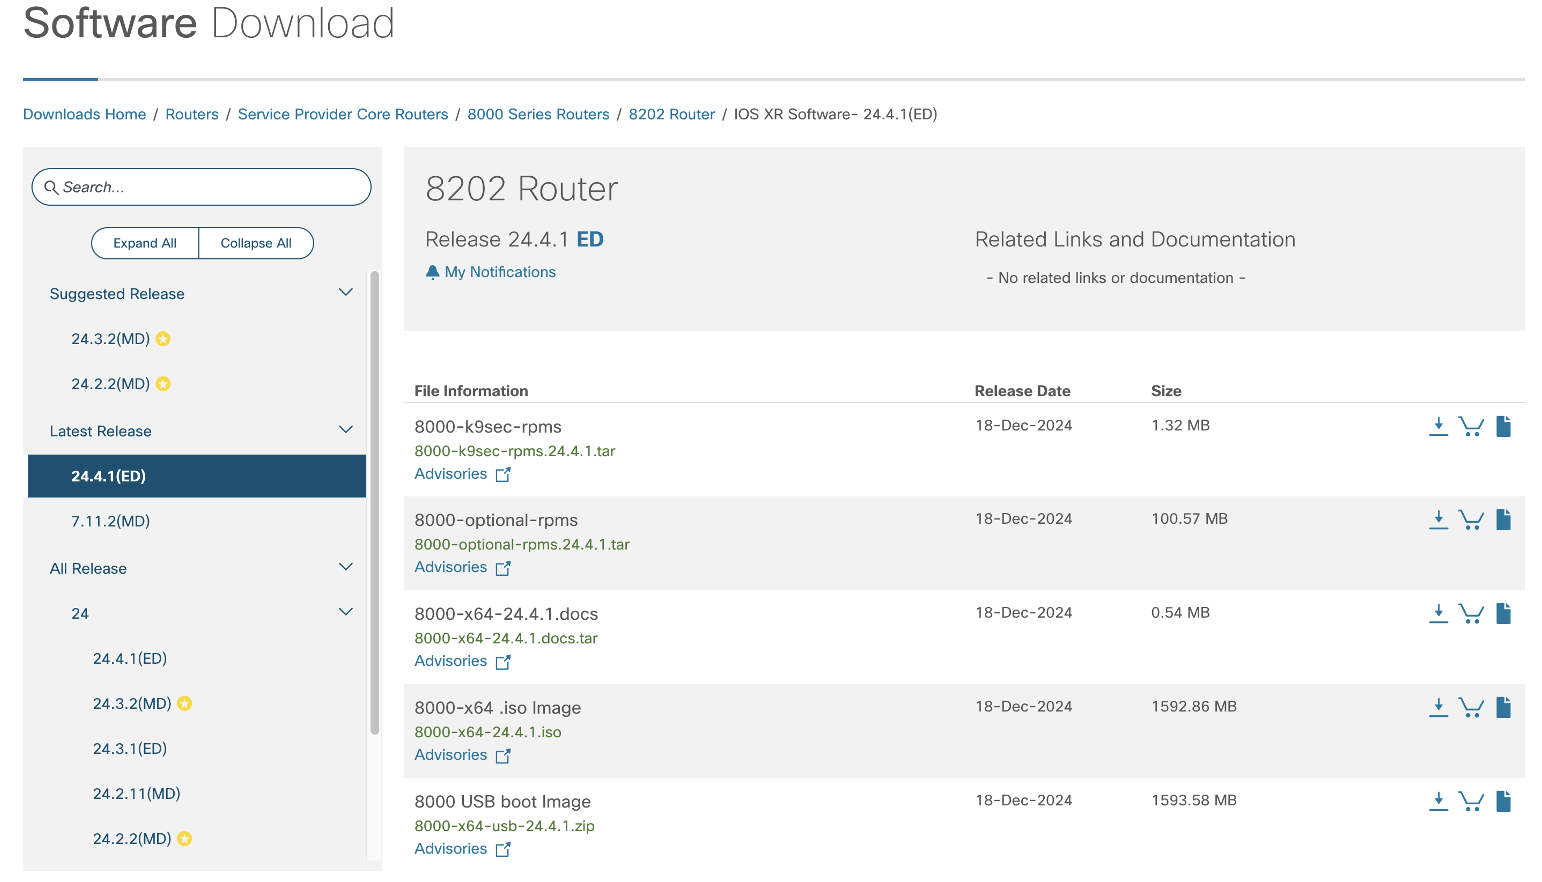 Software Download
Downloads Home / Routers / Service Provider Core Routers / 8000 Series Routers / 8202 Router / IOS XR Software- 24.4.1(ED)
Search...
Expand All
Collapse All
Suggested Release
24.3.2(MD)
24.2.2(MD)
Latest Release
24.4.1(ED)
7.11.2(MD)
All Release
24
24.4.1(ED)
24.3.2(MD)
24.3.1(ED)
24.2.11(MD)
24.2.2(MD)
8202 Router
Release 24.4.1 ED
My Notifications
Related Links and Documentation
- No related links or documentation -
File Information Release Date Size
8000-k9sec-rpms 18-Dec-2024 1.32 MB
8000-k9sec-rpms.24.4.1.tar
Advisories
8000-optional-rpms 18-Dec-2024 100.57 MB
8000-optional-rpms.24.4.1.tar
Advisories
8000-x64-24.4.1.docs 18-Dec-2024 0.54 MB
8000-x64-24.4.1.docs.tar
Advisories
8000-x64 .iso Image 18-Dec-2024 1592.86 MB
8000-x64-24.4.1.iso
Advisories
8000 USB boot Image 18-Dec-2024 1593.58 MB
8000-x64-usb-24.4.1.zip
Advisories